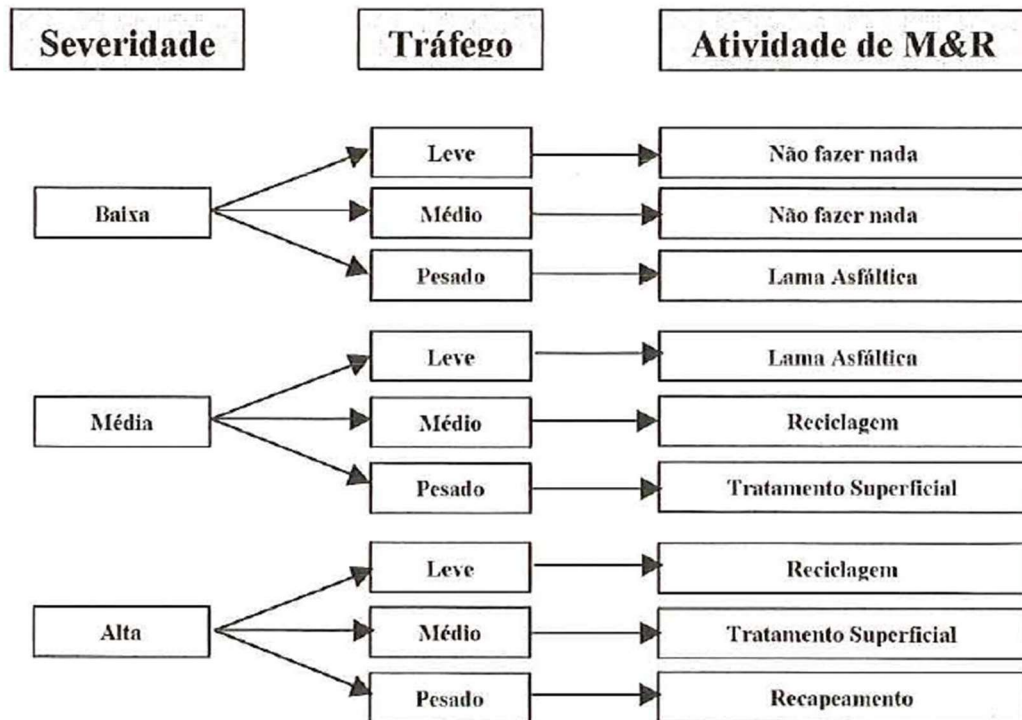 Severidade
Tráfego
Atividade de M&R
Leve
Não fazer nada
Baixa
Médio
Não fazer nada
Pesado
Lama Asfáltica
Leve
Lama Asfáltica
Média
Médio
Reciclagem
Pesado
Tratamento Superficial
Leve
Reciclagem
Alta
Médio
Tratamento Superficial
Pesado
Recapeamento